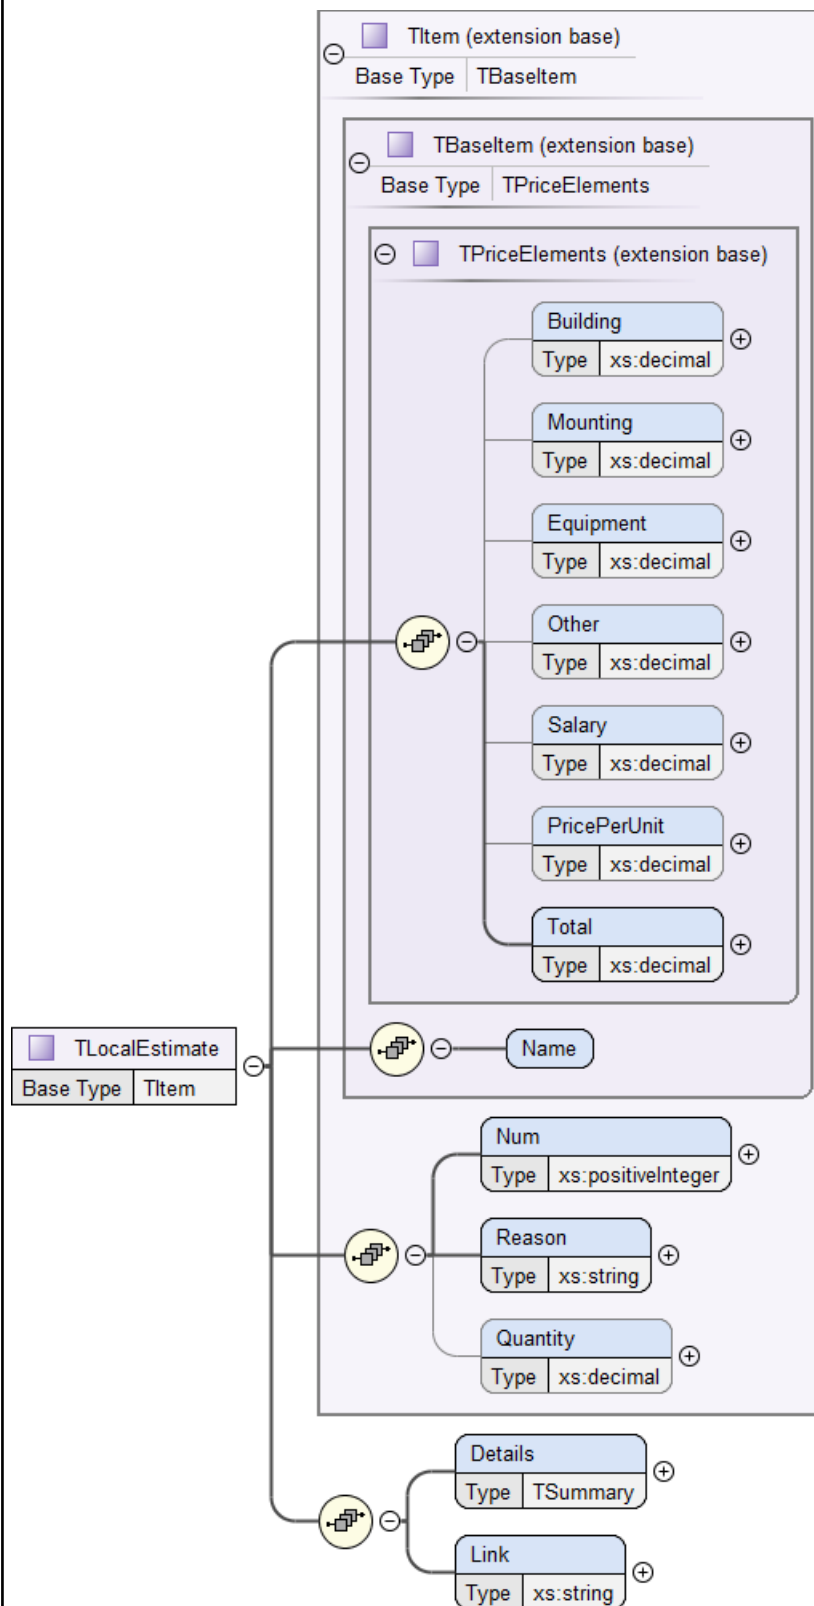 TItem (extension base)
Base Type TBaseItem
TBaseItem (extension base)
Base Type TPriceElements
TPriceElements (extension base)
Building
Type xs:decimal
Mounting
Type xs:decimal
Equipment
Type xs:decimal
Other
Type xs:decimal
Salary
Type xs:decimal
PricePerUnit
Type xs:decimal
Total
Type xs:decimal
TLocalEstimate
Base Type TItem
Name
Num
Type xs:positiveInteger
Reason
Type xs:string
Quantity
Type xs:decimal
Details
Type TSummary
Link
Type xs:string